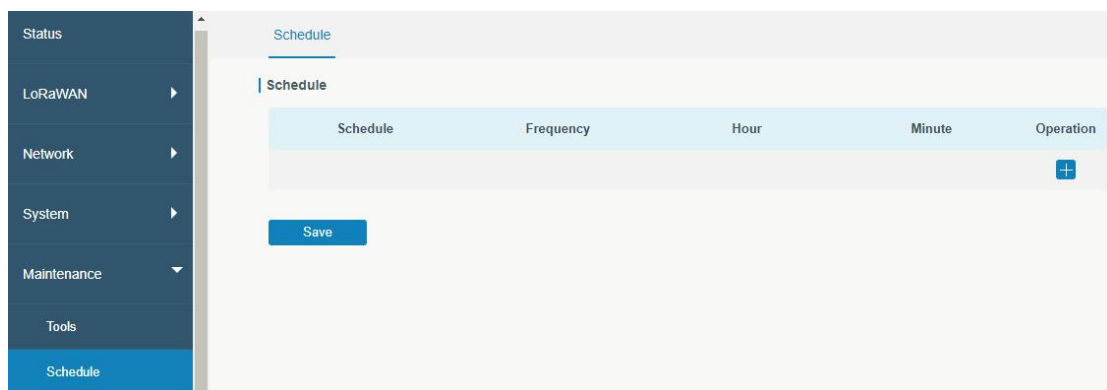 Status
LoRaWAN
Network
System
Maintenance
Tools
Schedule
Schedule
Schedule
Schedule Frequency Hour Minute Operation
Save